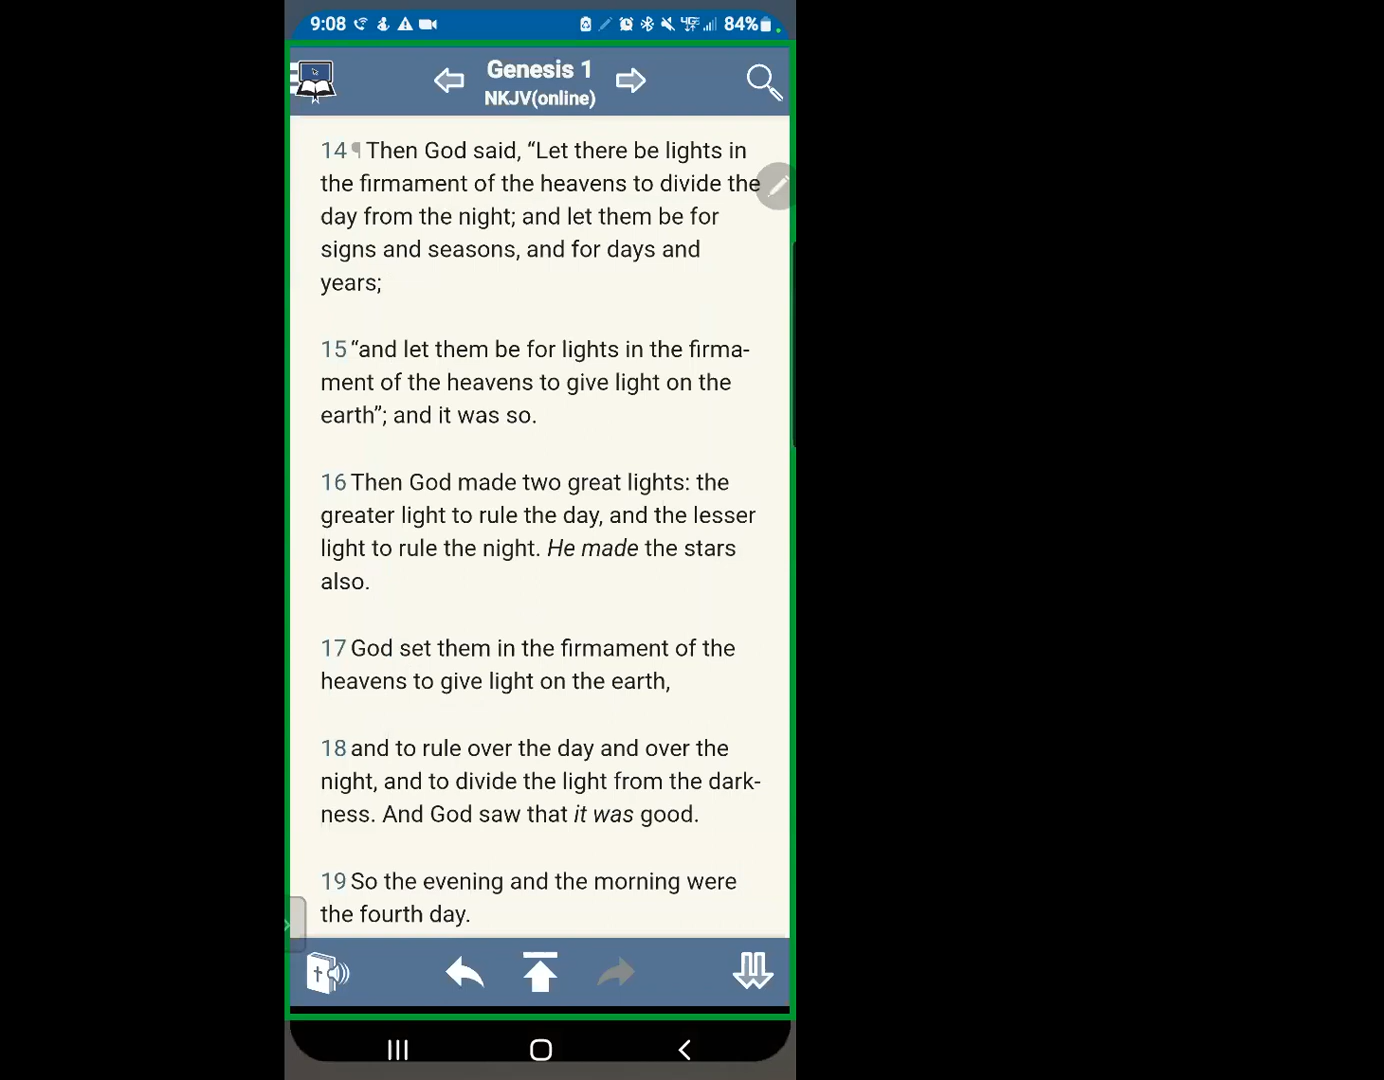 9:08 84%
Genesis 1
NKJV(online)
14¶ Then God said, “Let there be lights in
the firmament of the heavens to divide the
day from the night; and let them be for
signs and seasons, and for days and
years;
15 “and let them be for lights in the firma-
ment of the heavens to give light on the
earth”; and it was so.
16 Then God made two great lights: the
greater light to rule the day, and the lesser
light to rule the night. He made the stars
also.
17 God set them in the firmament of the
heavens to give light on the earth,
18 and to rule over the day and over the
night, and to divide the light from the dark-
ness. And God saw that it was good.
19 So the evening and the morning were
the fourth day.